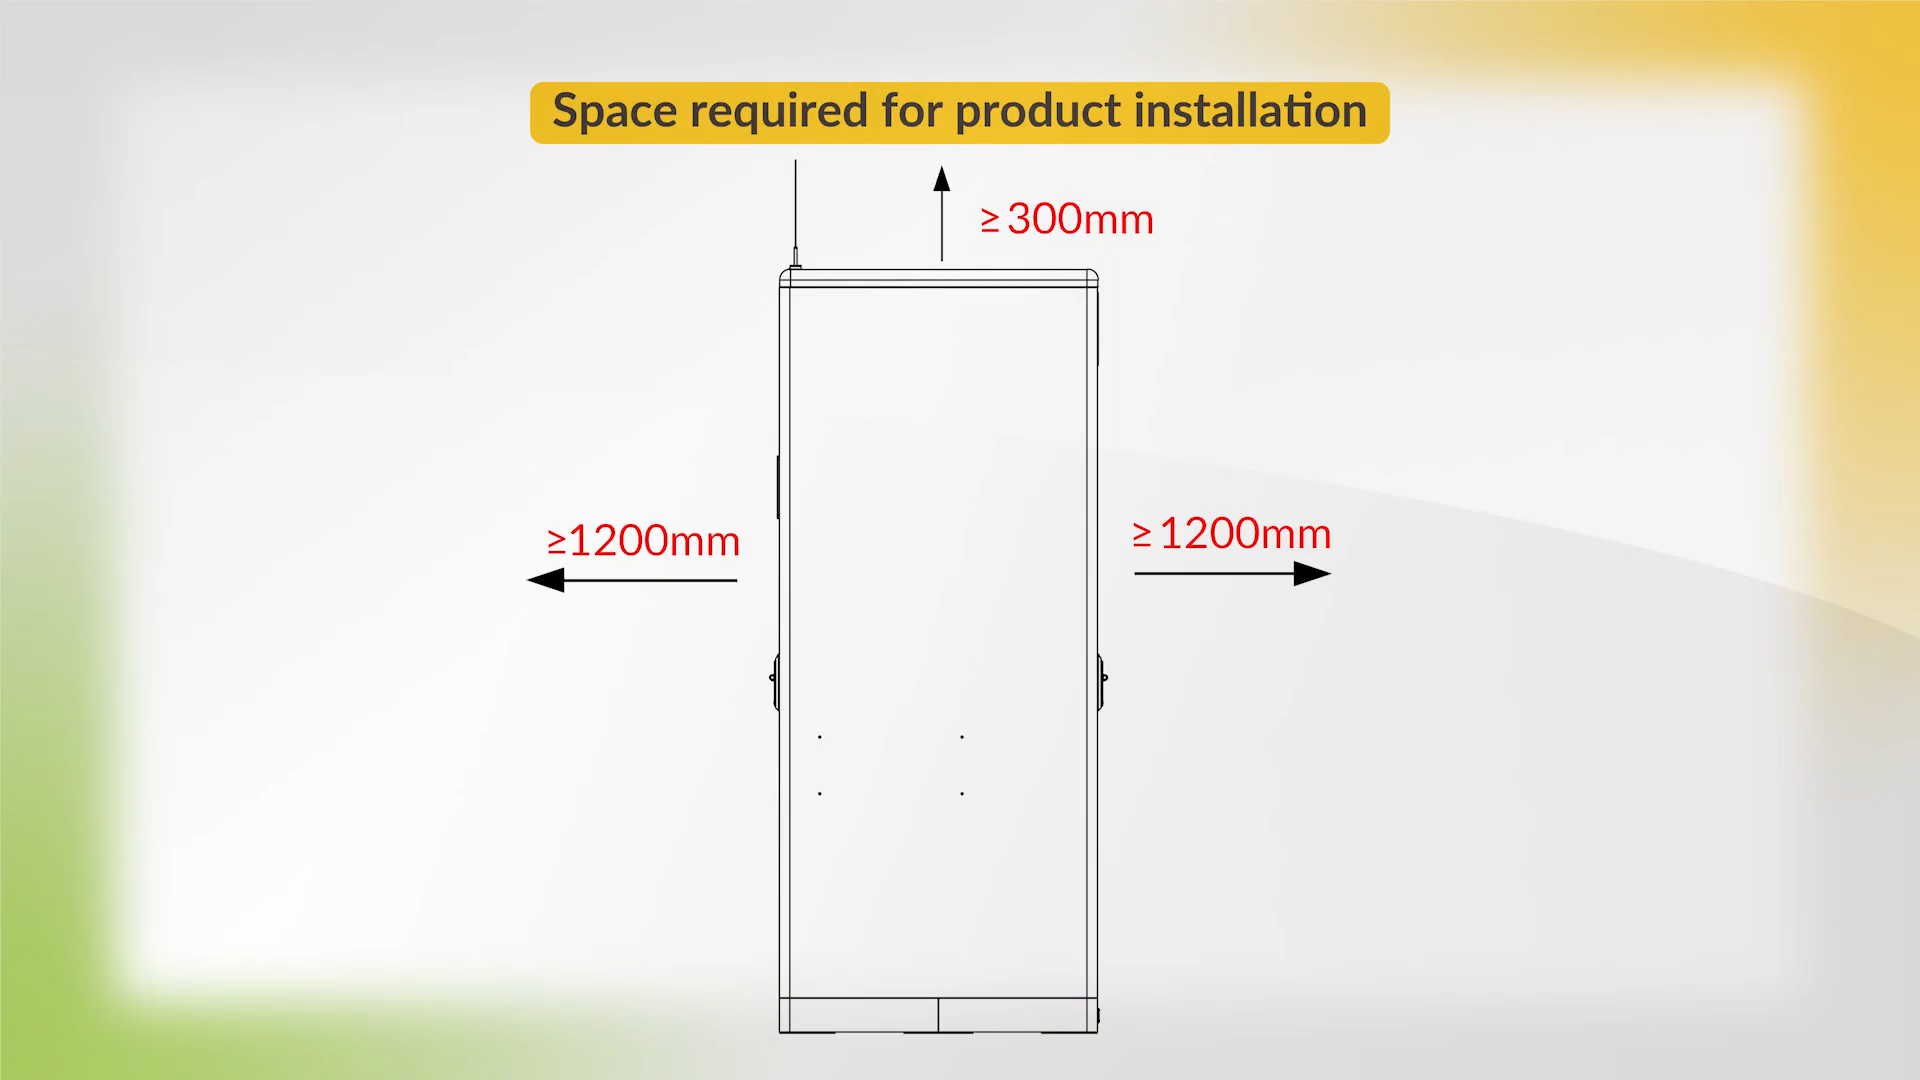 Space required for product installation
≥300mm
≥1200mm
≥1200mm